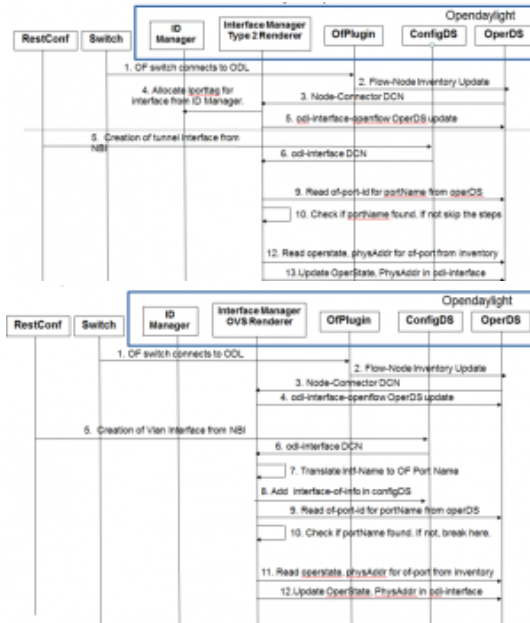 Opendaylight
RestConf
Switch
ID
Manager
Interface Manager
Type 2 Renderer
OfPlugin
ConfigDS
OperDS
1. OF switch connects to ODL
2. Flow-Node Inventory Update
3. Node-Connector DCN
4. Allocate lporttag for
interface from ID Manager.
5. odl-interface-openflow OperDS update
5. Creation of tunnel Interface from
NBI
6. odl-interface DCN
9. Read of-port-id for portName from operDS
10. Check if portName found. If not skip the steps
12. Read operstate, physAddr for of-port from inventory
13.Update OperState, PhysAddr in odl-interface
Opendaylight
RestConf
Switch
ID
Manager
Interface Manager
OVS Renderer
OfPlugin
ConfigDS
OperDS
1. OF switch connects to ODL
2. Flow-Node Inventory Update
3. Node-Connector DCN
4. odl-interface-openflow OperDS update
5. Creation of Vlan Interface from NBI
6. odl-interface DCN
7. Translate Intf-Name to OF Port Name
8. Add interface-of-info in configDS
9. Read of-port-id for portName from operDS
10. Check if portName found. If not, break here.
11. Read operstate, physAddr for of-port from inventory
12.Update OperState, PhysAddr in odl-interface